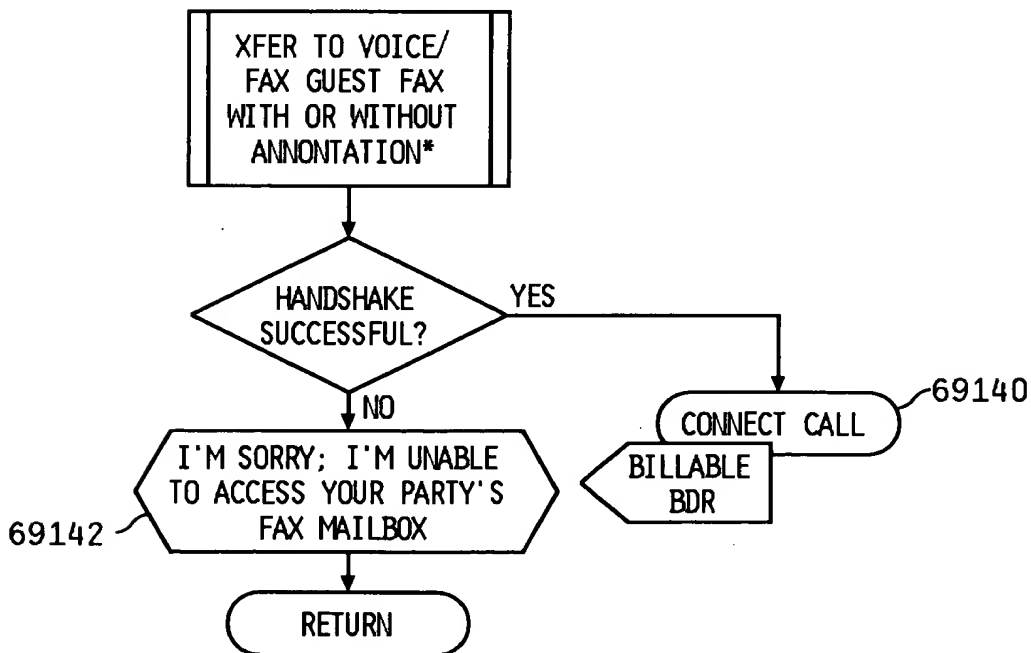 XFER TO VOICE/
FAX GUEST FAX
WITH OR WITHOUT
ANNONTATION*
HANDSHAKE
SUCCESSFUL?
YES
NO
69140
CONNECT CALL
BILLABLE
BDR
I'M SORRY; I'M UNABLE
TO ACCESS YOUR PARTY'S
FAX MAILBOX
69142
RETURN